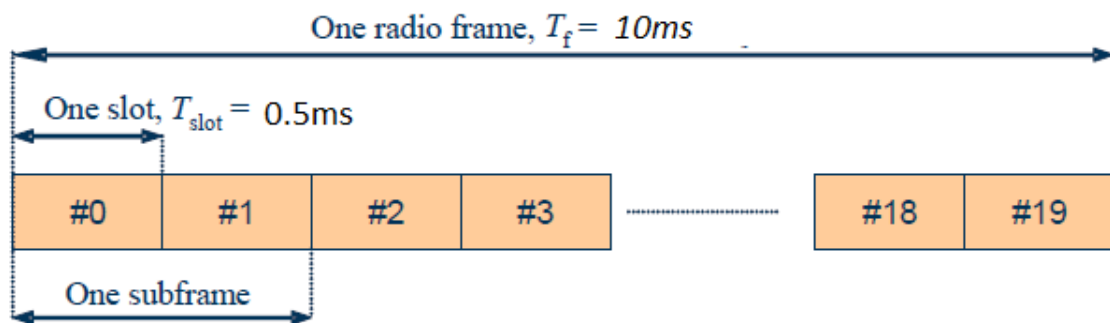 One radio frame, Tf = 10ms
One slot, Tslot = 0.5ms
#0 #1 #2 #3 #18 #19
One subframe